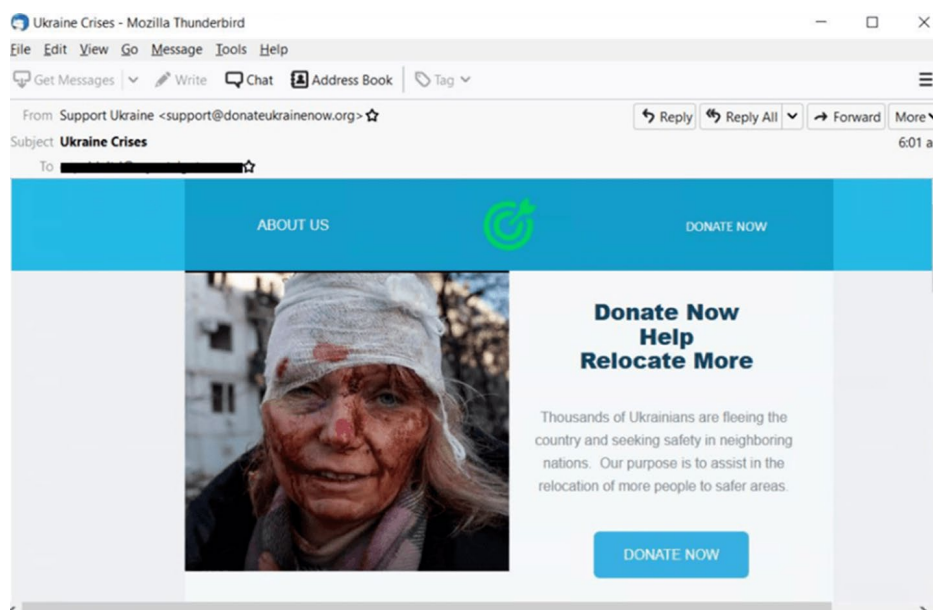 Ukraine Crises - Mozilla Thunderbird
File Edit View Go Message Tools Help
Get Messages Write Chat Address Book Tag
From Support Ukraine <support@donateukrainenow.org> Reply Reply All Forward More
Subject Ukraine Crises 6:01 a
To
ABOUT US DONATE NOW
Donate Now
Help
Relocate More
Thousands of Ukrainians are fleeing the
country and seeking safety in neighboring
nations. Our purpose is to assist in the
relocation of more people to safer areas.
DONATE NOW